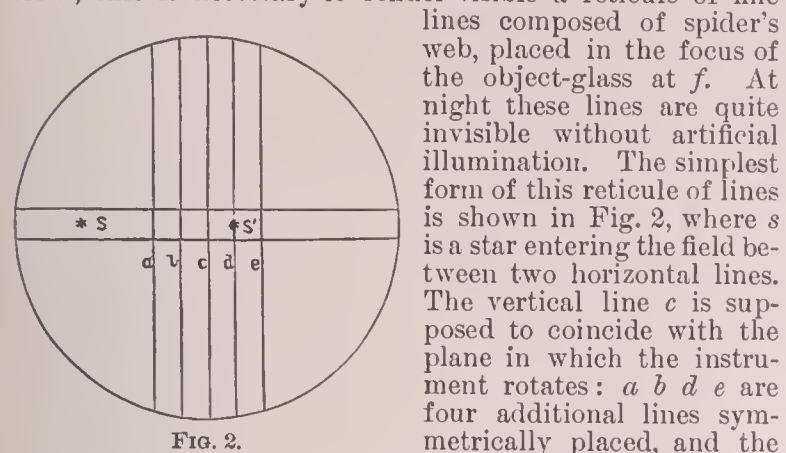 lines composed of spider's
web, placed in the focus of
the object-glass at f. At
night these lines are quite
invisible without artificial
illumination. The simplest
form of this reticule of lines
is shown in Fig. 2, where s
is a star entering the field be-
tween two horizontal lines.
The vertical line c is sup-
posed to coincide with the
plane in which the instru-
ment rotates: a b d e are
four additional lines sym-
metrically placed, and the
* S
* S'
a b c d e
FIG. 2.